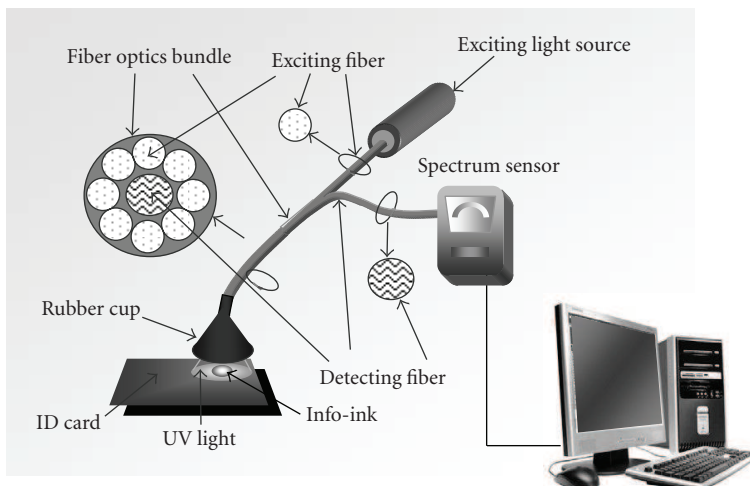 Exciting light source
Fiber optics bundle
Exciting fiber
Spectrum sensor
Rubber cup
Detecting fiber
ID card
Info-ink
UV light